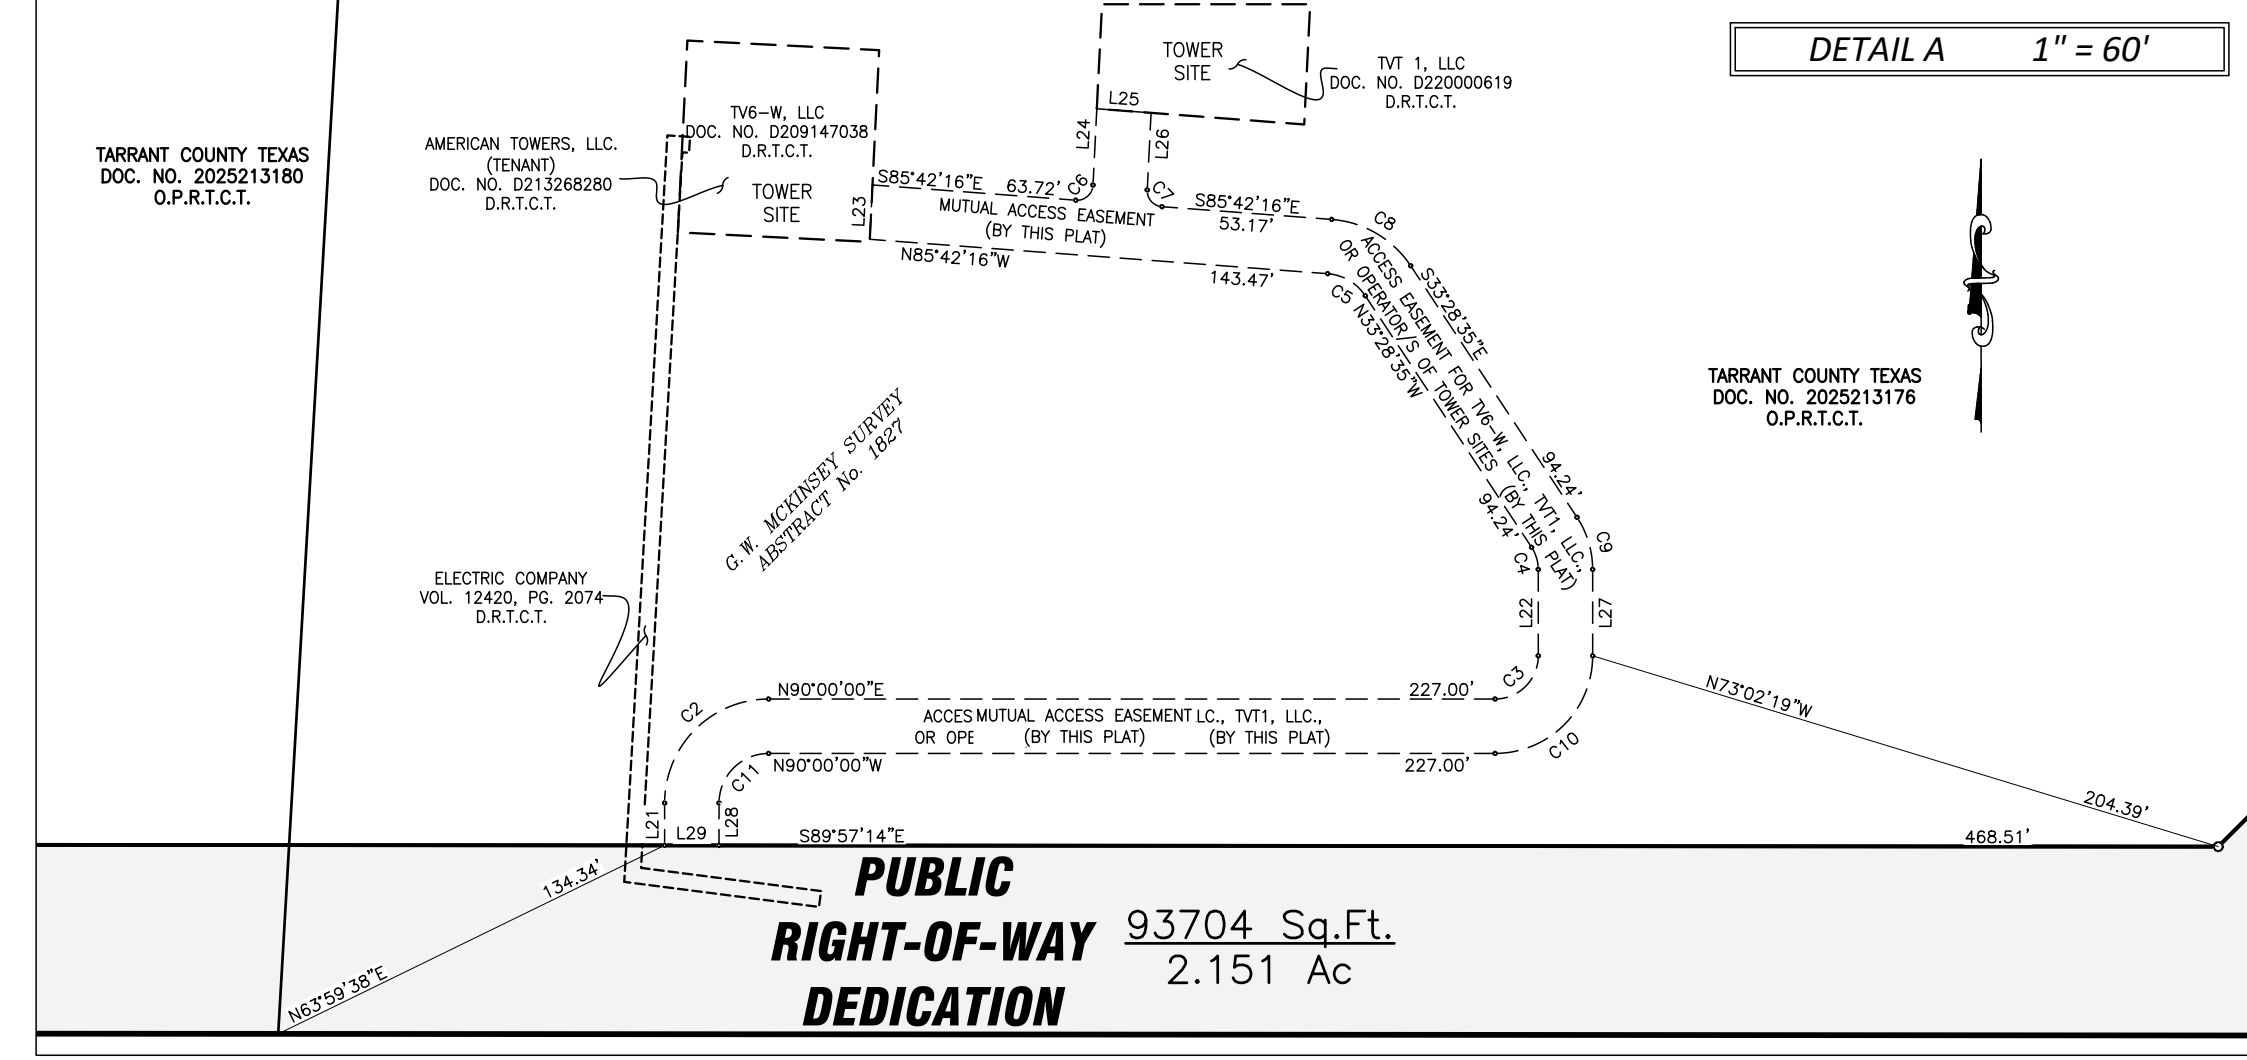 DETAIL A 1" = 60'
TOWER
SITE
TVT 1, LLC
DOC. NO. D220000619
D.R.T.C.T.
L25
TV6-W, LLC
DOC. NO. D209147038
D.R.T.C.T.
TOWER
SITE
AMERICAN TOWERS, LLC.
(TENANT)
DOC. NO. D213268280
D.R.T.C.T.
TARRANT COUNTY TEXAS
DOC. NO. 2025213180
O.P.R.T.C.T.
L24
L26
L23
S85°42'16"E 63.72'
C6
C7
MUTUAL ACCESS EASEMENT
(BY THIS PLAT)
S85°42'16"E
53.17'
C8
N85°42'16"W
143.47'
C5
ACCESS EASEMENT FOR TV6-W, LLC., TVT1, LLC.,
OR OPERATOR/S OF TOWER SITES (BY THIS PLAT)
S33°28'35"E
94.24'
N33°28'35"W
94.24'
TARRANT COUNTY TEXAS
DOC. NO. 2025213176
O.P.R.T.C.T.
G.W. MCKINSEY SURVEY
ABSTRACT No. 1827
ELECTRIC COMPANY
VOL. 12420, PG. 2074
D.R.T.C.T.
C9
C4
L22
L27
C3
C10
N73°02'19"W
204.39'
C2
N90°00'00"E
227.00'
ACCES MUTUAL ACCESS EASEMENT LC., TVT1, LLC.,
OR OPE (BY THIS PLAT) (BY THIS PLAT)
N90°00'00"W
227.00'
C11
L21
L29
L28
S89°57'14"E
468.51'
134.34'
N63°59'38"E
PUBLIC
RIGHT-OF-WAY
DEDICATION
93704 Sq.Ft.
2.151 Ac